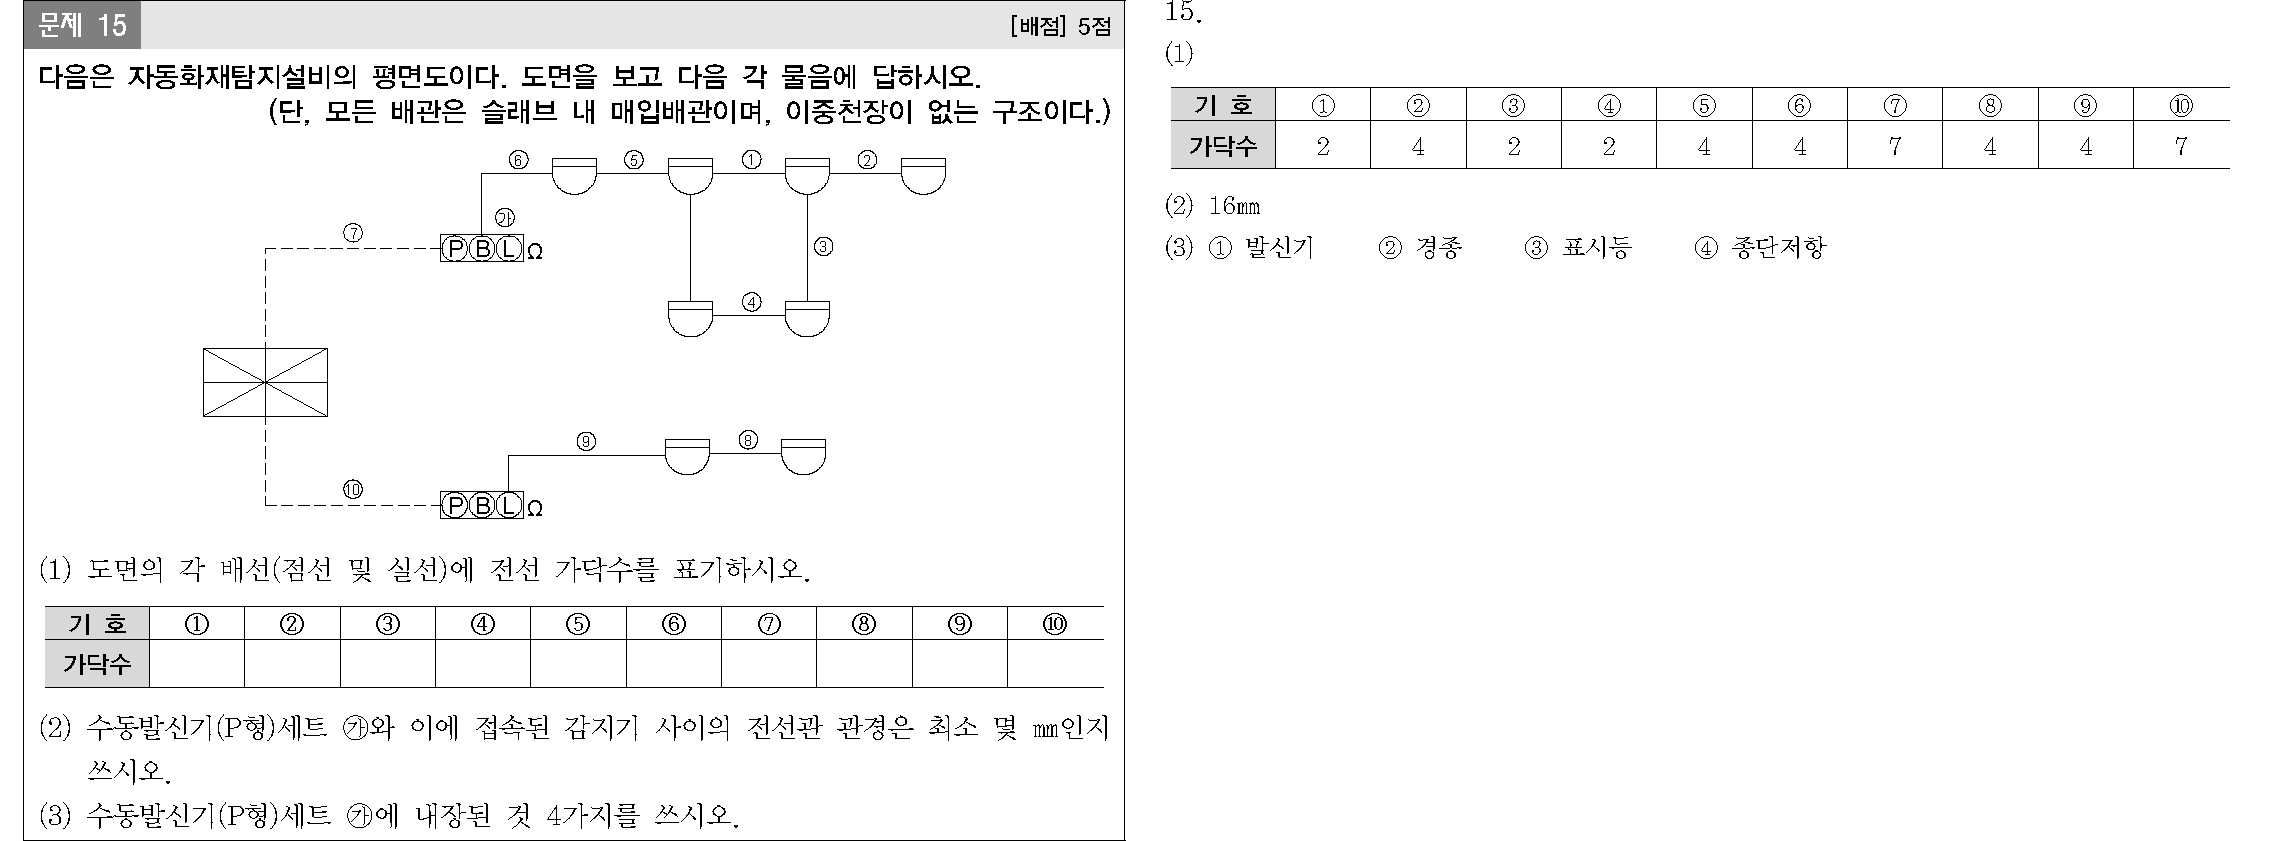 문제 15
[배점] 5점
다음은 자동화재탐지설비의 평면도이다. 도면을 보고 다음 각 물음에 답하시오.
(단, 모든 배관은 슬래브 내 매입배관이며, 이중천장이 없는 구조이다.)
⑥ ⑤ ① ②
㉮
⑦
P B L Ω
③
④
⑨ ⑧
⑩
P B L Ω
(1) 도면의 각 배선(점선 및 실선)에 전선 가닥수를 표기하시오.
기 호 ① ② ③ ④ ⑤ ⑥ ⑦ ⑧ ⑨ ⑩
가닥수
(2) 수동발신기(P형)세트 ㉮와 이에 접속된 감지기 사이의 전선관 관경은 최소 몇 ㎜인지
쓰시오.
(3) 수동발신기(P형)세트 ㉮에 내장된 것 4가지를 쓰시오.
15.
(1)
기 호 ① ② ③ ④ ⑤ ⑥ ⑦ ⑧ ⑨ ⑩
가닥수 2 4 2 2 4 4 7 4 4 7
(2) 16㎜
(3) ① 발신기 ② 경종 ③ 표시등 ④ 종단저항